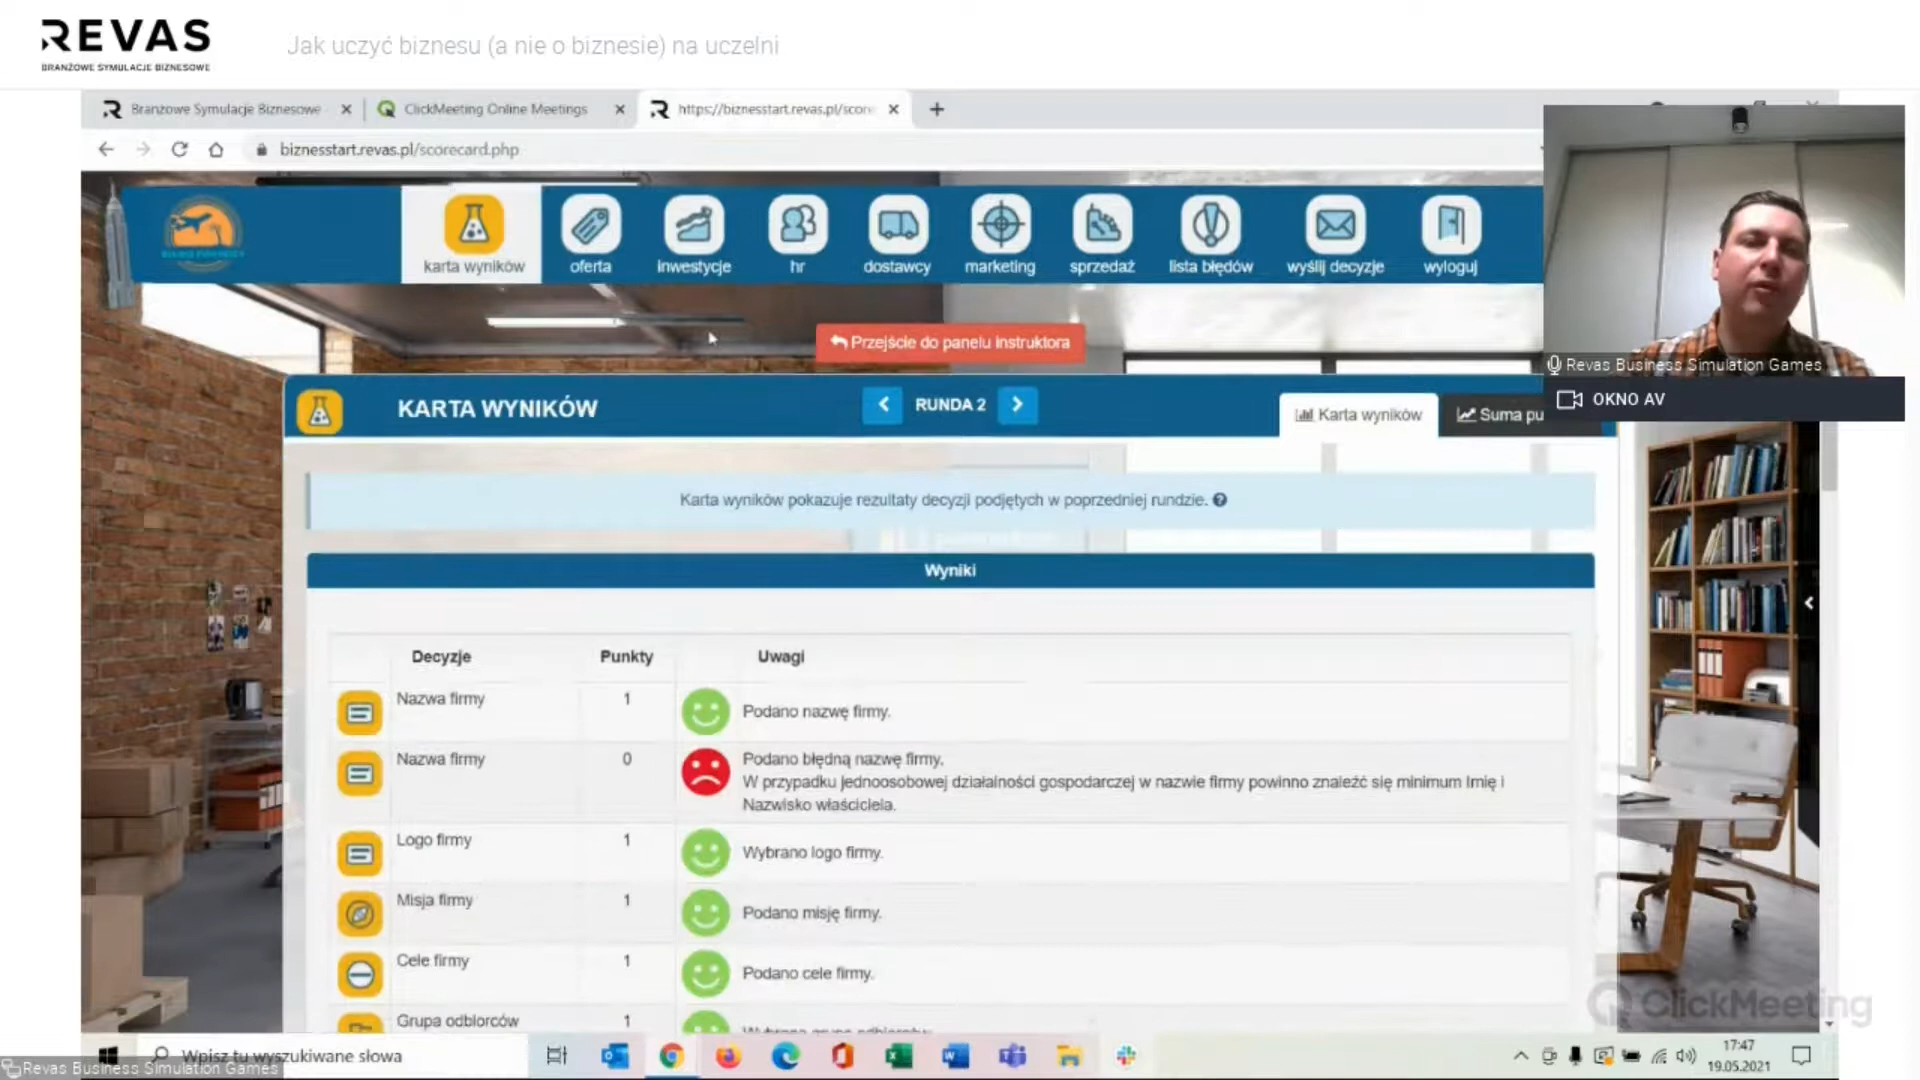 REVAS
BRANŻOWE SYMULACJE BIZNESOWE
Jak uczyć biznesu (a nie o biznesie) na uczelni
Branżowe Symulacje Biznesowe
ClickMeeting Online Meetings
https://biznesstart.revas.pl/score
biznesstart.revas.pl/scorecard.php
karta wyników
oferta
inwestycje
hr
dostawcy
marketing
sprzedaż
lista błędów
wyślij decyzje
wyloguj
Przejście do panelu instruktora
Revas Business Simulation Games
OKNO AV
KARTA WYNIKÓW
RUNDA 2
Karta wyników
Suma pu
Karta wyników pokazuje rezultaty decyzji podjętych w poprzedniej rundzie.
Wyniki
Decyzje Punkty Uwagi
Nazwa firmy 1 Podano nazwę firmy.
Nazwa firmy 0 Podano błędną nazwę firmy.
W przypadku jednoosobowej działalności gospodarczej w nazwie firmy powinno znaleźć się minimum Imię i
Nazwisko właściciela.
Logo firmy 1 Wybrano logo firmy.
Misja firmy 1 Podano misję firmy.
Cele firmy 1 Podano cele firmy.
Grupa odbiorców 1
ClickMeeting
Wpisz tu wyszukiwane słowa
Revas Business Simulation Games
17:47
19.05.2021